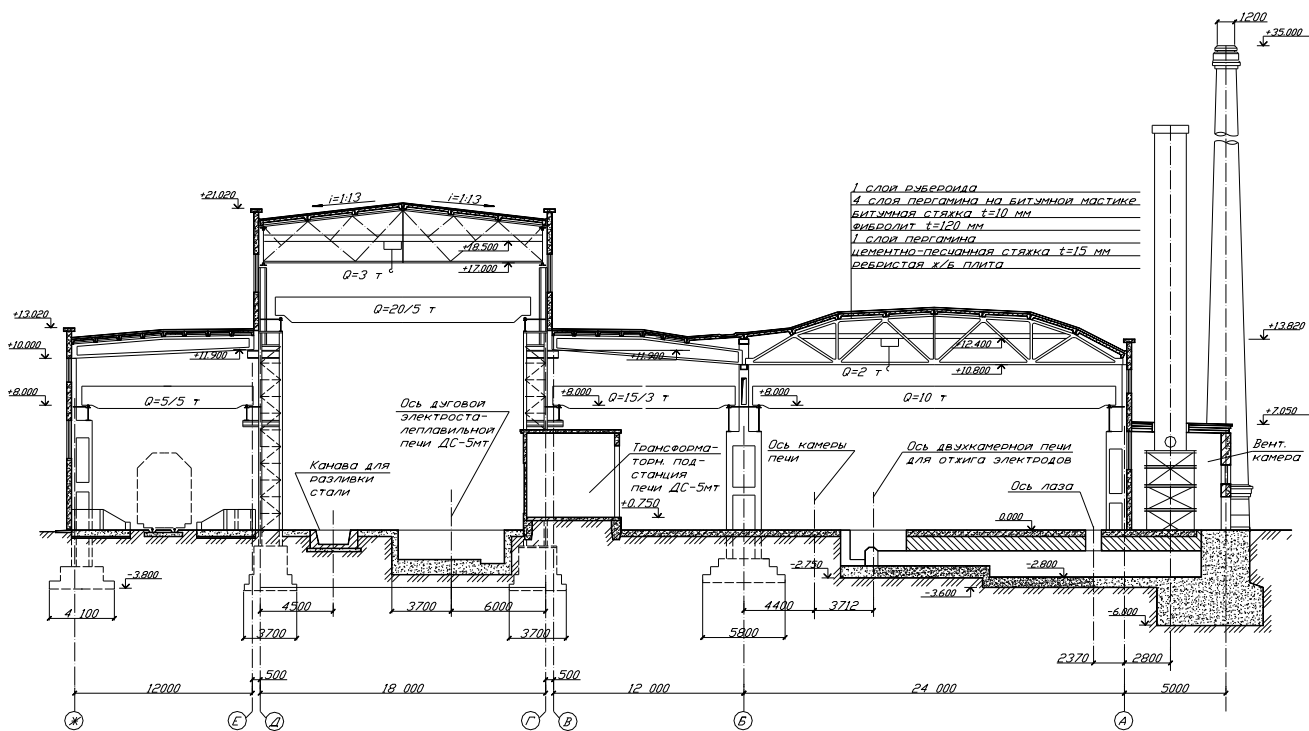 1200
+35.000
+21.020
i=1:13
i=1:13
1 слой рубероида
4 слоя пергамина на битумной мастике
битумная стяжка t=10 мм
фибролит t=120 мм
1 слой пергамина
цементно-песчанная стяжка t=15 мм
ребристая ж/б плита
+18.500
+17.000
Q=3 т
Q=20/5 т
+13.020
+13.820
+10.000
+11.900
+11.900
+12.400
+10.800
Q=2 т
+8.000
Q=5/5 т
+8.000
Q=15/3 т
+8.000
Q=10 т
+7.050
Ось дуговой
электроста-
леплавильной
печи ДС-5мт
Канава для
разливки
стали
Трансформа-
торн. под-
станция
печи ДС-5мт
+0.750
Ось камеры
печи
Ось двухкамерной печи
для отжига электродов
Ось лаза
Вент.
камера
0.000
-3.800
-2.750
-2.800
-3.600
-6.000
4 100
4500
3700
6000
4400
3712
3700
3700
5800
2370
2800
12000
500
18 000
500
12 000
24 000
5000
Ж
Е
Д
Г
В
Б
А